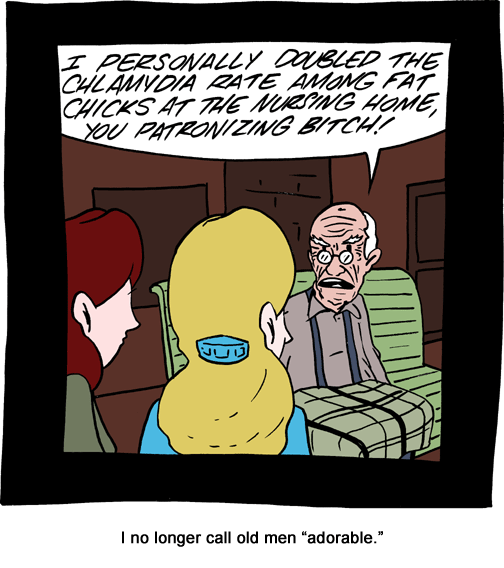 I PERSONALLY DOUBLED THE
CHLAMYDIA RATE AMONG FAT
CHICKS AT THE NURSING HOME,
YOU PATRONIZING BITCH!
I no longer call old men “adorable.”